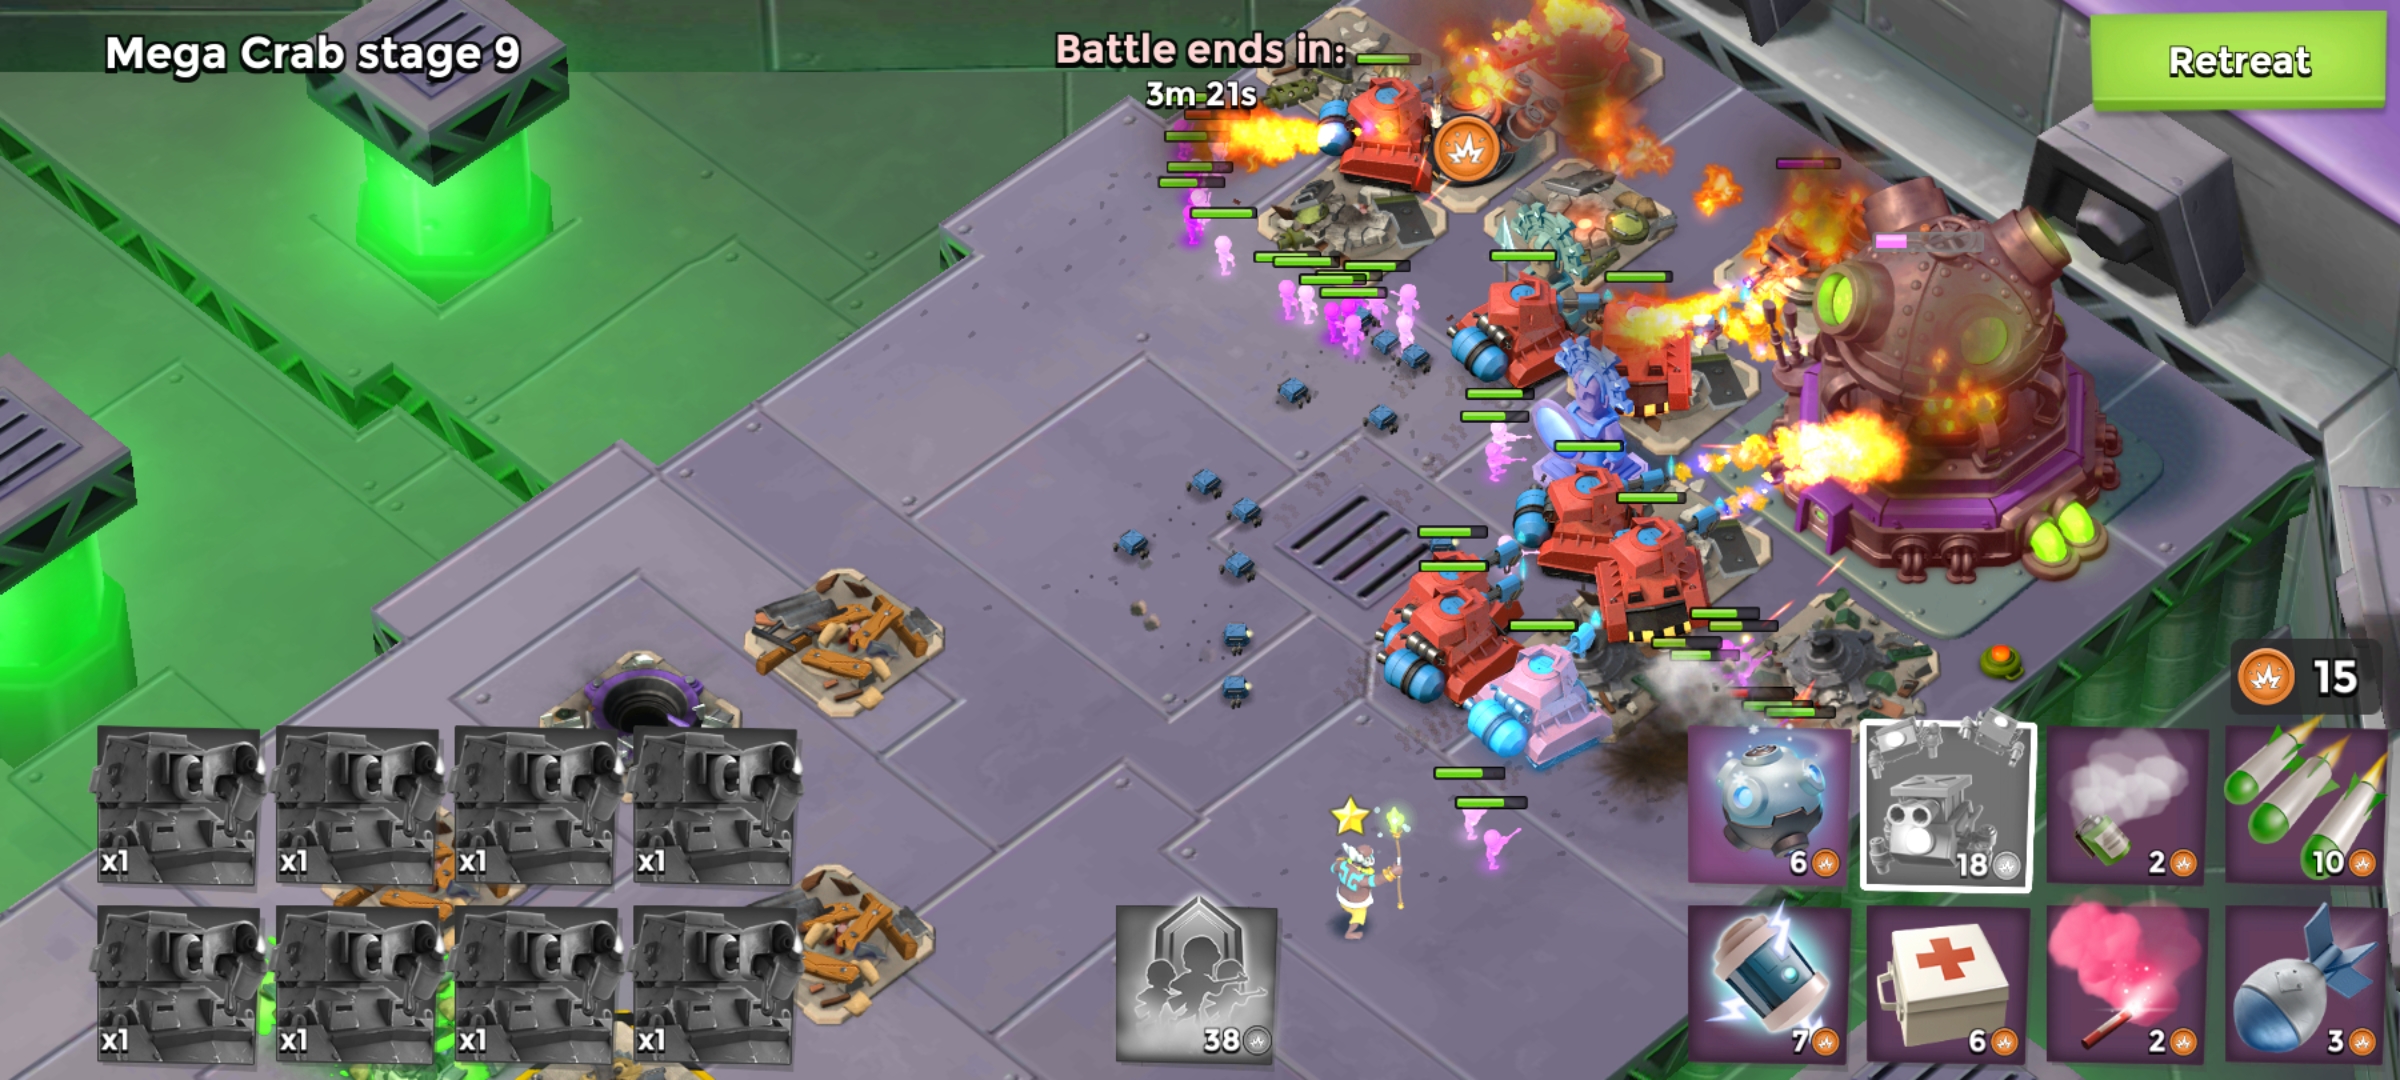 Mega Crab stage 9
Battle ends in:
3m 21s
Retreat
15
x1
x1
x1
x1
6
18
2
10
x1
x1
x1
x1
38
7
6
2
3